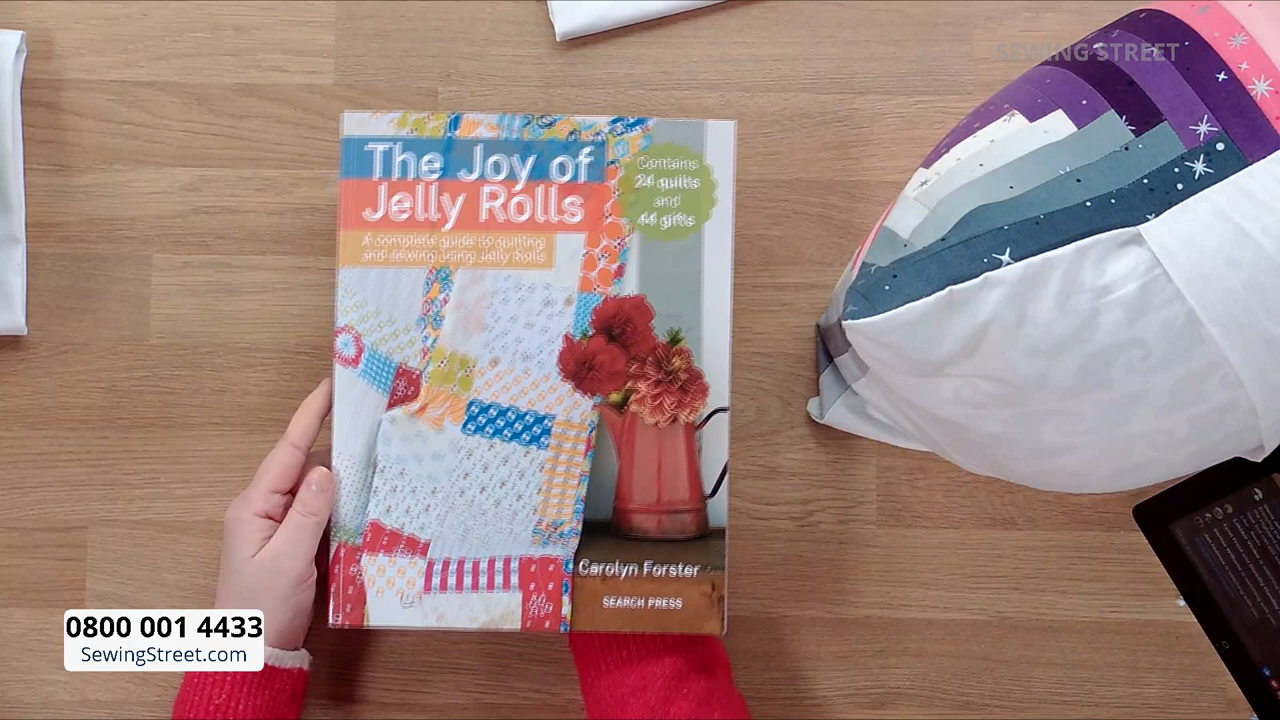 SEWING STREET
The Joy of
Jelly Rolls
A complete guide to quilting
and sewing using Jelly Rolls
Contains
24 quilts
and
44 gifts
Carolyn Forster
SEARCH PRESS
0800 001 4433
SewingStreet.com